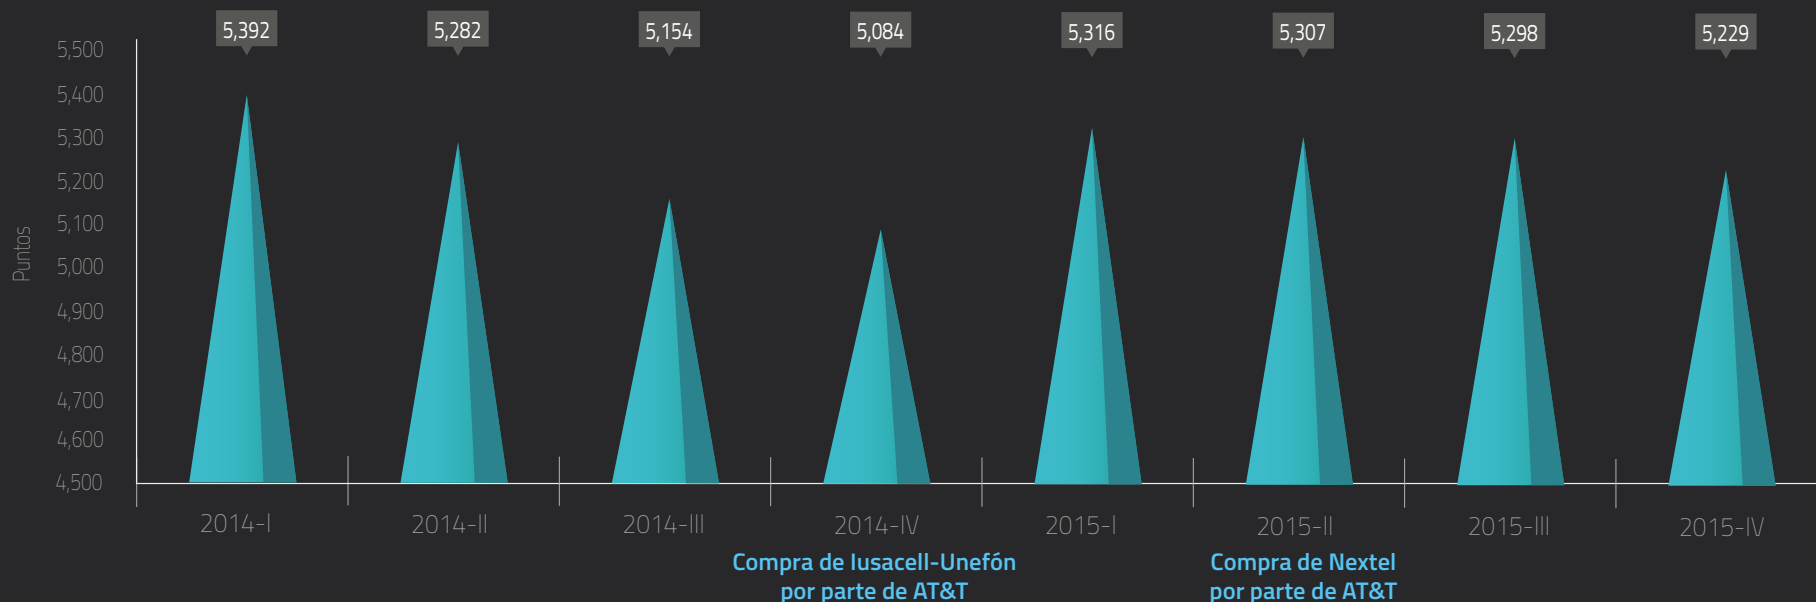 5,392
5,282
5,154
5,084
5,316
5,307
5,298
5,229
5,500
5,400
5,300
5,200
5,100
5,000
4,900
4,800
4,700
4,600
4,500
Puntos
2014-I
2014-II
2014-III
2014-IV
2015-I
2015-II
2015-III
2015-IV
Compra de Iusacell-Unefón
por parte de AT&T
Compra de Nextel
por parte de AT&T